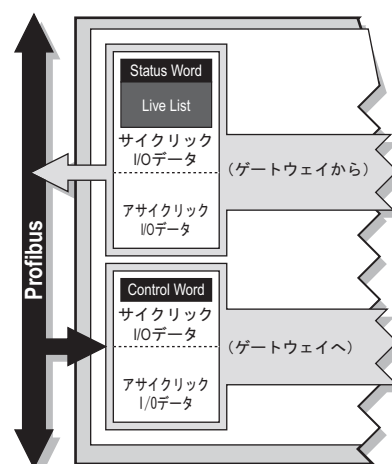 Profibus
Status Word
Live List
サイクリック
I/Oデータ
(ゲートウェイから)
アサイクリック
I/Oデータ
Control Word
サイクリック
I/Oデータ
(ゲートウェイへ)
アサイクリック
I/Oデータ